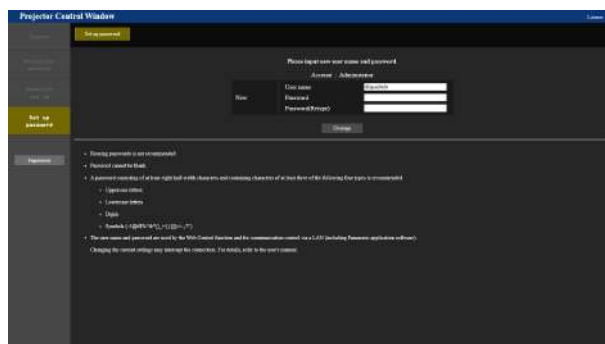 Projector Control Window
Set up password
Please input new user name and password
Account : Administrator
New
User name
Password
Password(Retype)
Change
Set up
password
• Reusing passwords is not recommended.
• Password cannot be blank.
• A password consisting of at least eight half-width characters and containing characters of at least three of the following four types is recommended.
• Uppercase letters
• Lowercase letters
• Digits
• Symbols
• The user name and password are used by the Web Control function and the communication control via a LAN (including Panasonic application software).
Changing the current settings may interrupt the connection. For details, refer to the user's manual.